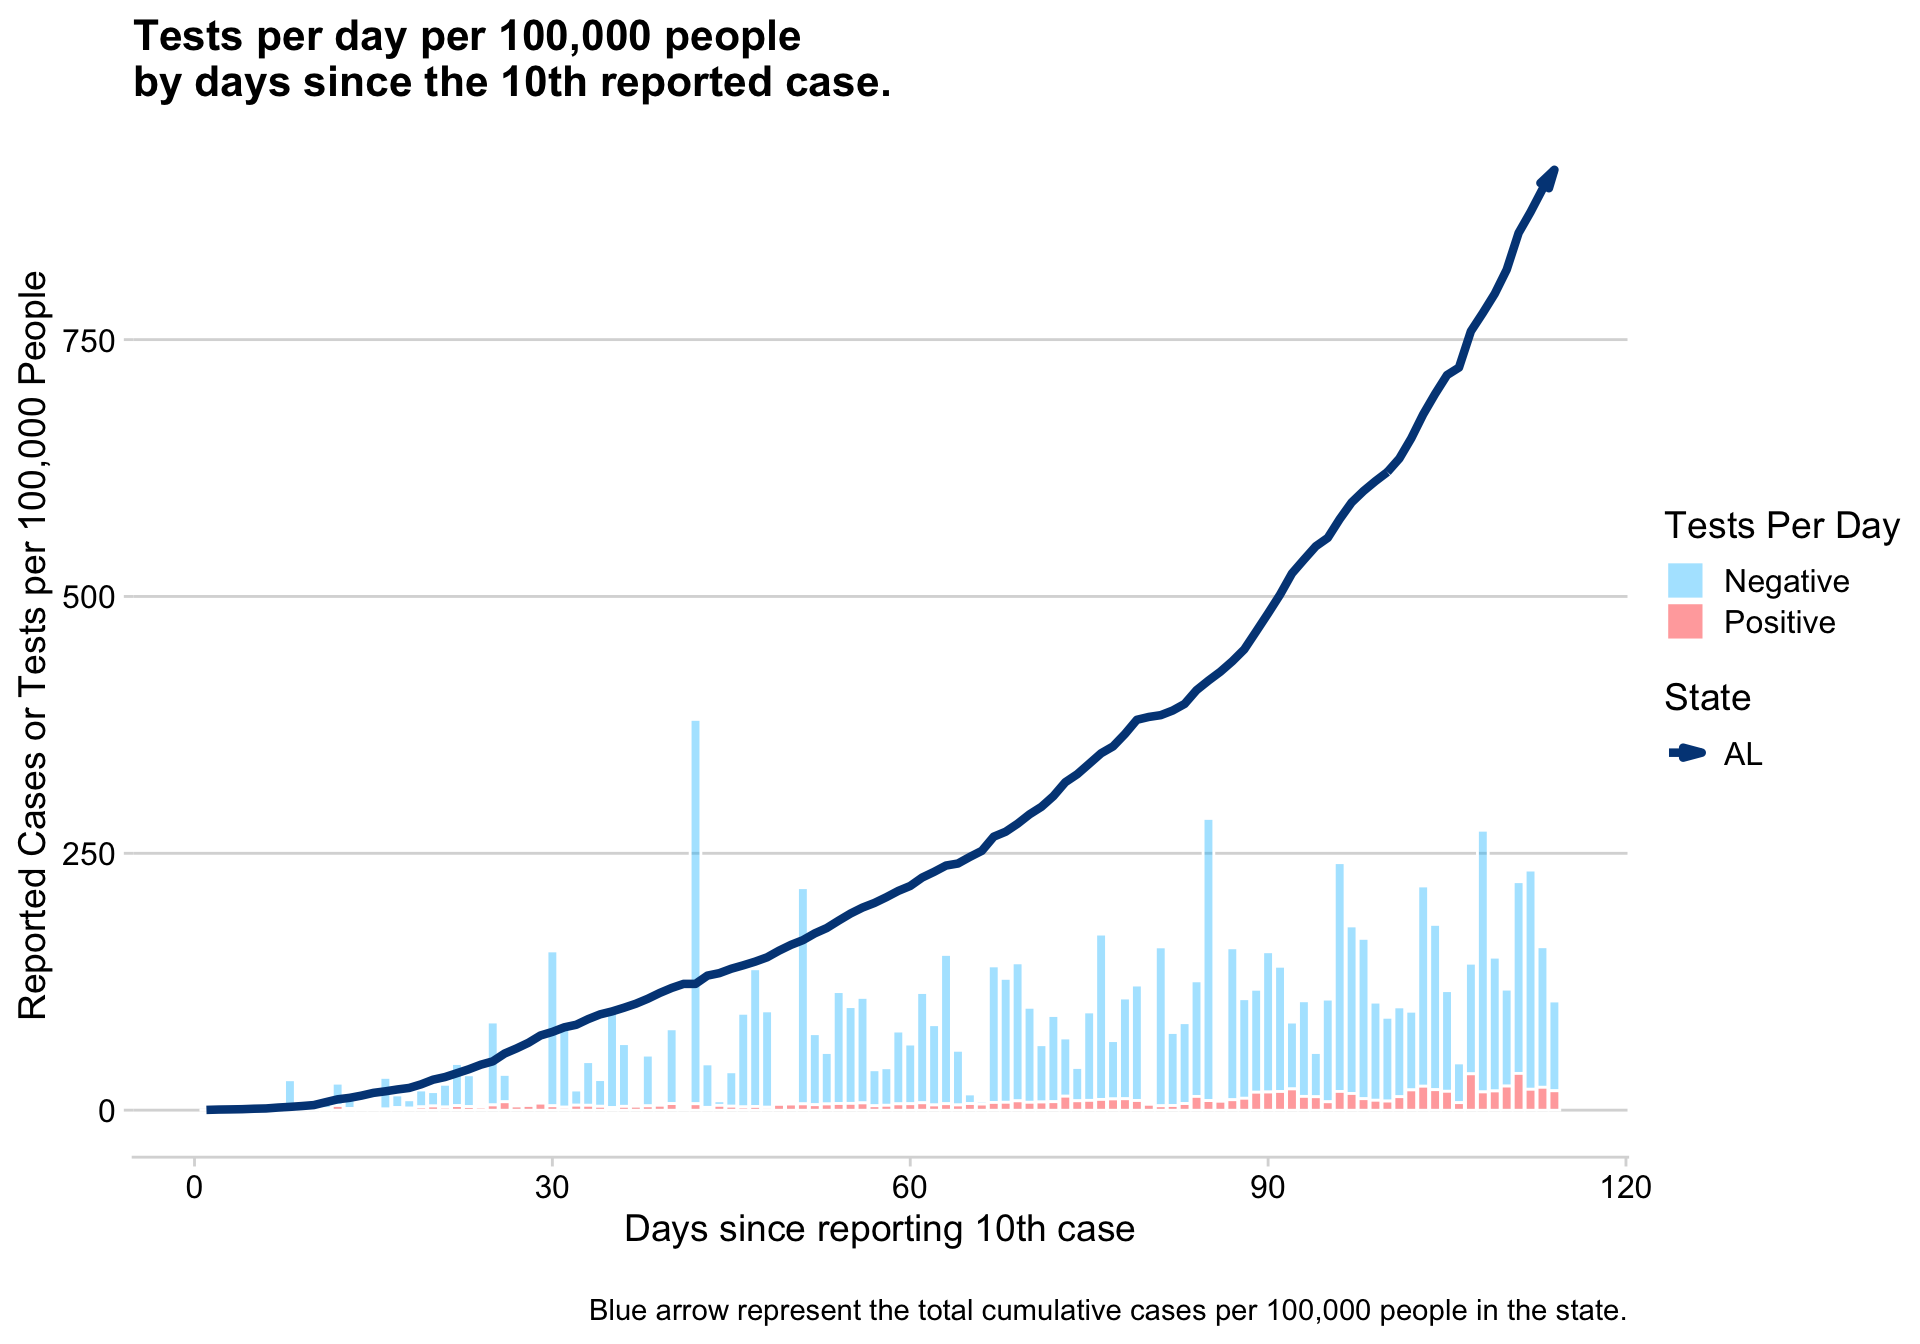 Tests per day per 100,000 people
by days since the 10th reported case.
Reported Cases or Tests per 100,000 People
750
500
250
0
0
30
60
90
120
Days since reporting 10th case
Tests Per Day
Negative
Positive
State
AL
Blue arrow represent the total cumulative cases per 100,000 people in the state.